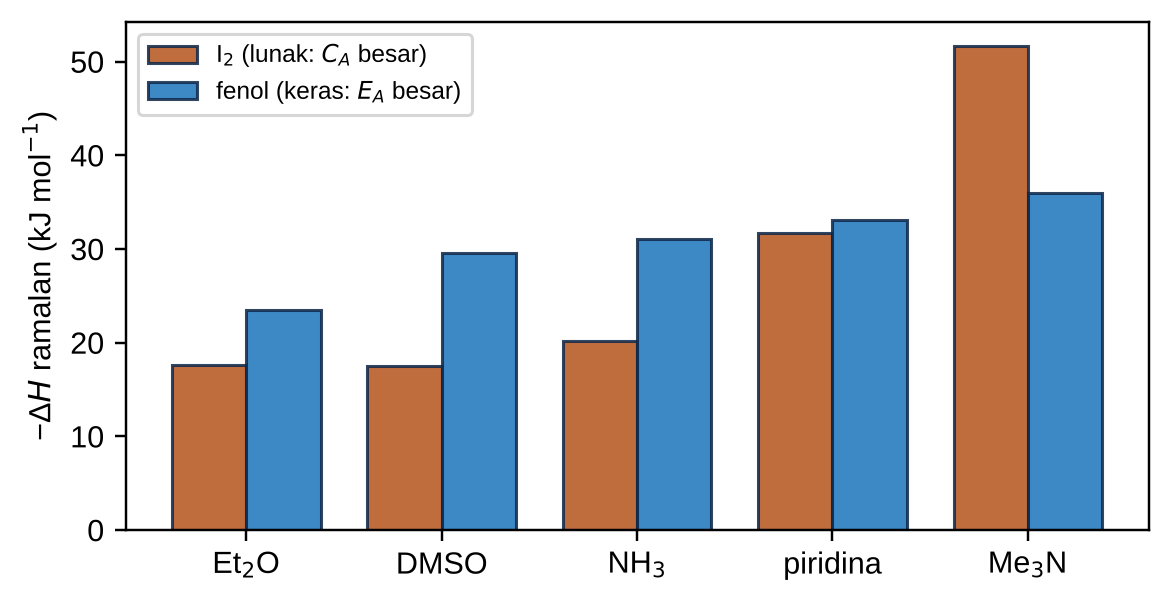 I₂ (lunak: C_A besar)
fenol (keras: E_A besar)
−ΔH ramalan (kJ mol⁻¹)
50
40
30
20
10
0
Et₂O DMSO NH₃ piridina Me₃N